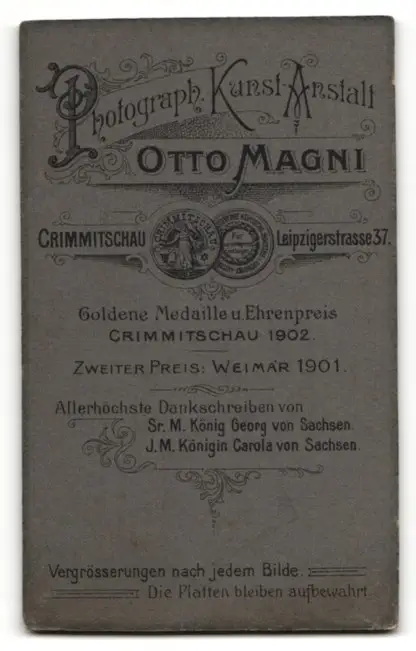 Photograph. Kunst-Anstalt
OTTO MAGNI
CRIMMITSCHAU Leipzigerstrasse 37.
CRIMMITSCHAU
Goldene Medaille u. Ehrenpreis
CRIMMITSCHAU 1902.
ZWEITER PREIS: WEIMAR 1901.
Allerhöchste Dankschreiben von
Sr. M. König Georg von Sachsen.
J. M. Königin Carola von Sachsen.
Vergrösserungen nach jedem Bilde.
Die Platten bleiben aufbewahrt.